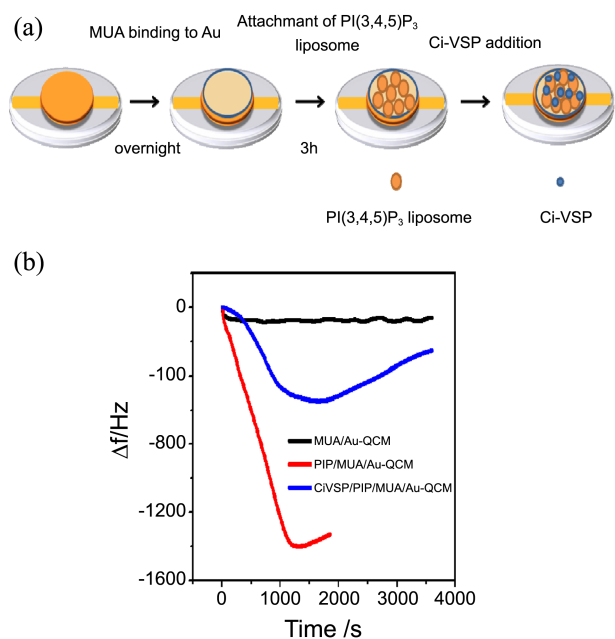 (a)
MUA binding to Au
Attachmant of PI(3,4,5)P₃
liposome
Ci-VSP addition
overnight
3h
PI(3,4,5)P₃ liposome
Ci-VSP
(b)
Δf/Hz
0
-100
-800
-1200
-1600
MUA/Au-QCM
PIP/MUA/Au-QCM
CiVSP/PIP/MUA/Au-QCM
0 1000 2000 3000 4000
Time /s